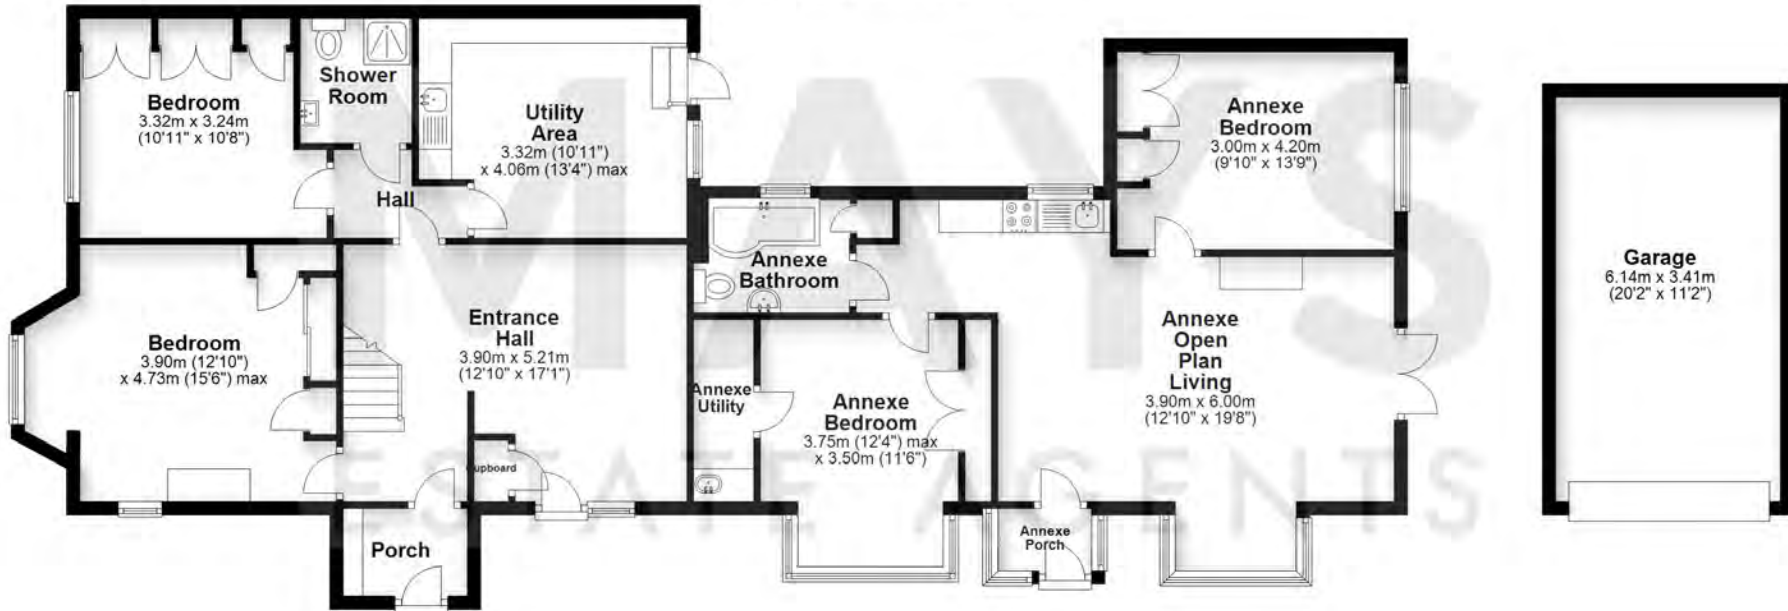 Bedroom
3.32m x 3.24m
(10'11" x 10'8")
Shower
Room
Utility
Area
3.32m (10'11")
x 4.06m (13'4") max
Hall
Bedroom
3.90m (12'10")
x 4.73m (15'6") max
Entrance
Hall
3.90m x 5.21m
(12'10" x 17'1")
Cupboard
Porch
Annexe
Bathroom
Annexe
Utility
Annexe
Bedroom
3.75m (12'4") max
x 3.50m (11'6")
Annexe
Bedroom
3.00m x 4.20m
(9'10" x 13'9")
Annexe
Open
Plan
Living
3.90m x 6.00m
(12'10" x 19'8")
Annexe
Porch
Garage
6.14m x 3.41m
(20'2" x 11'2")
MAYS
ESTATE AGENTS